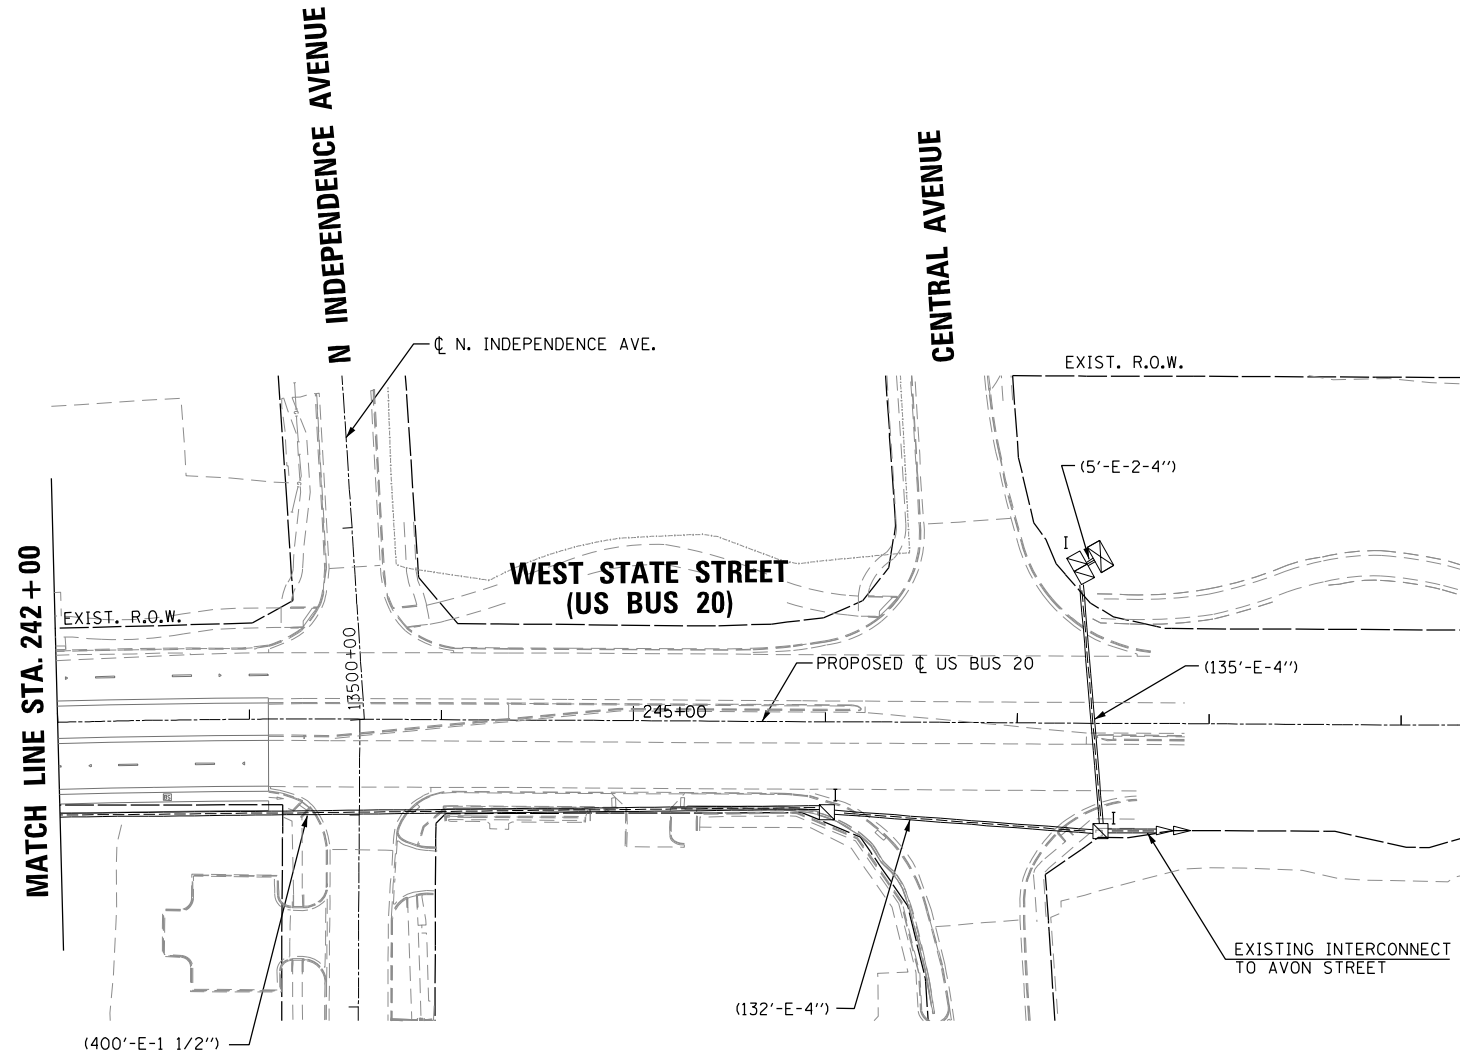 N INDEPENDENCE AVENUE
CENTRAL AVENUE
℄ N. INDEPENDENCE AVE.
EXIST. R.O.W.
(5'-E-2-4'')
I
WEST STATE STREET
(US BUS 20)
MATCH LINE STA. 242+00
EXIST. R.O.W.
13500+00
PROPOSED ℄ US BUS 20
(135'-E-4'')
245+00
I
I
EXISTING INTERCONNECT
TO AVON STREET
(132'-E-4'')
(400'-E-1 1/2'')